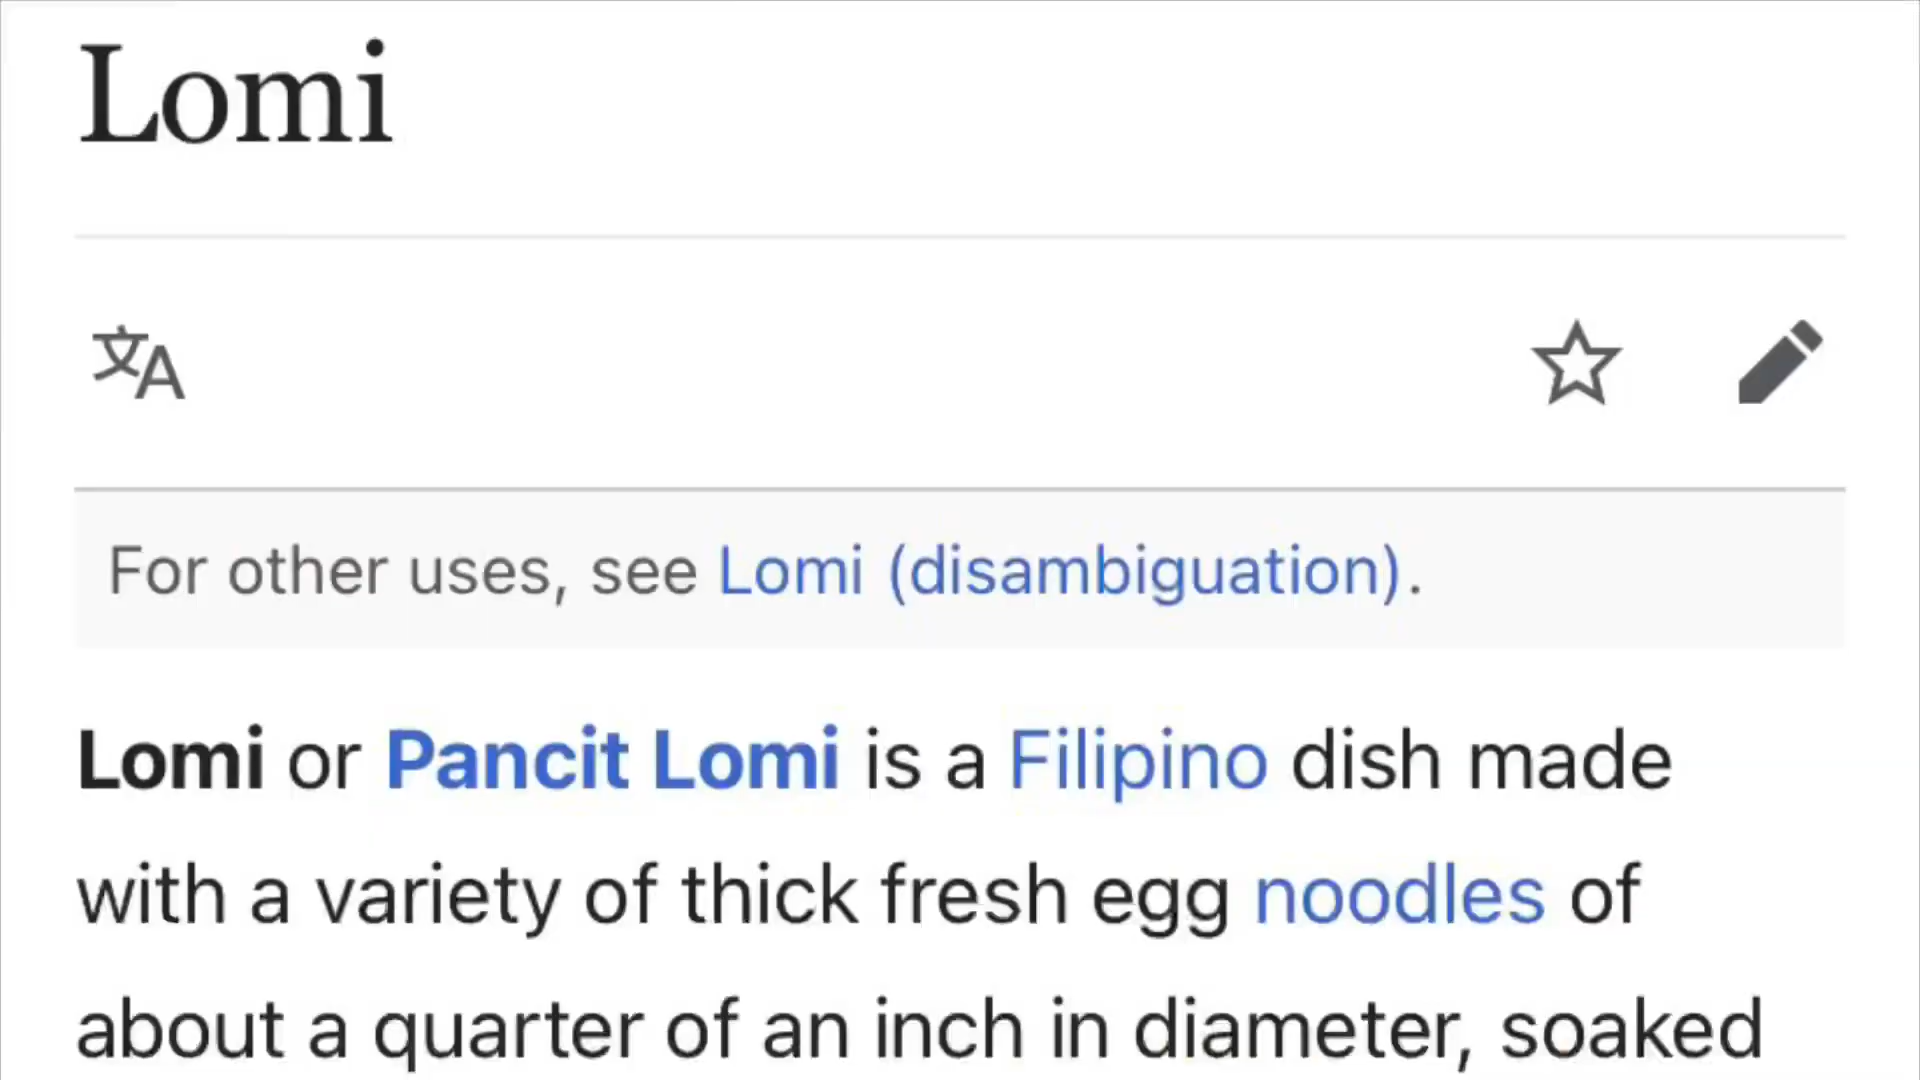 Lomi
For other uses, see Lomi (disambiguation).
Lomi or Pancit Lomi is a Filipino dish made
with a variety of thick fresh egg noodles of
about a quarter of an inch in diameter, soaked